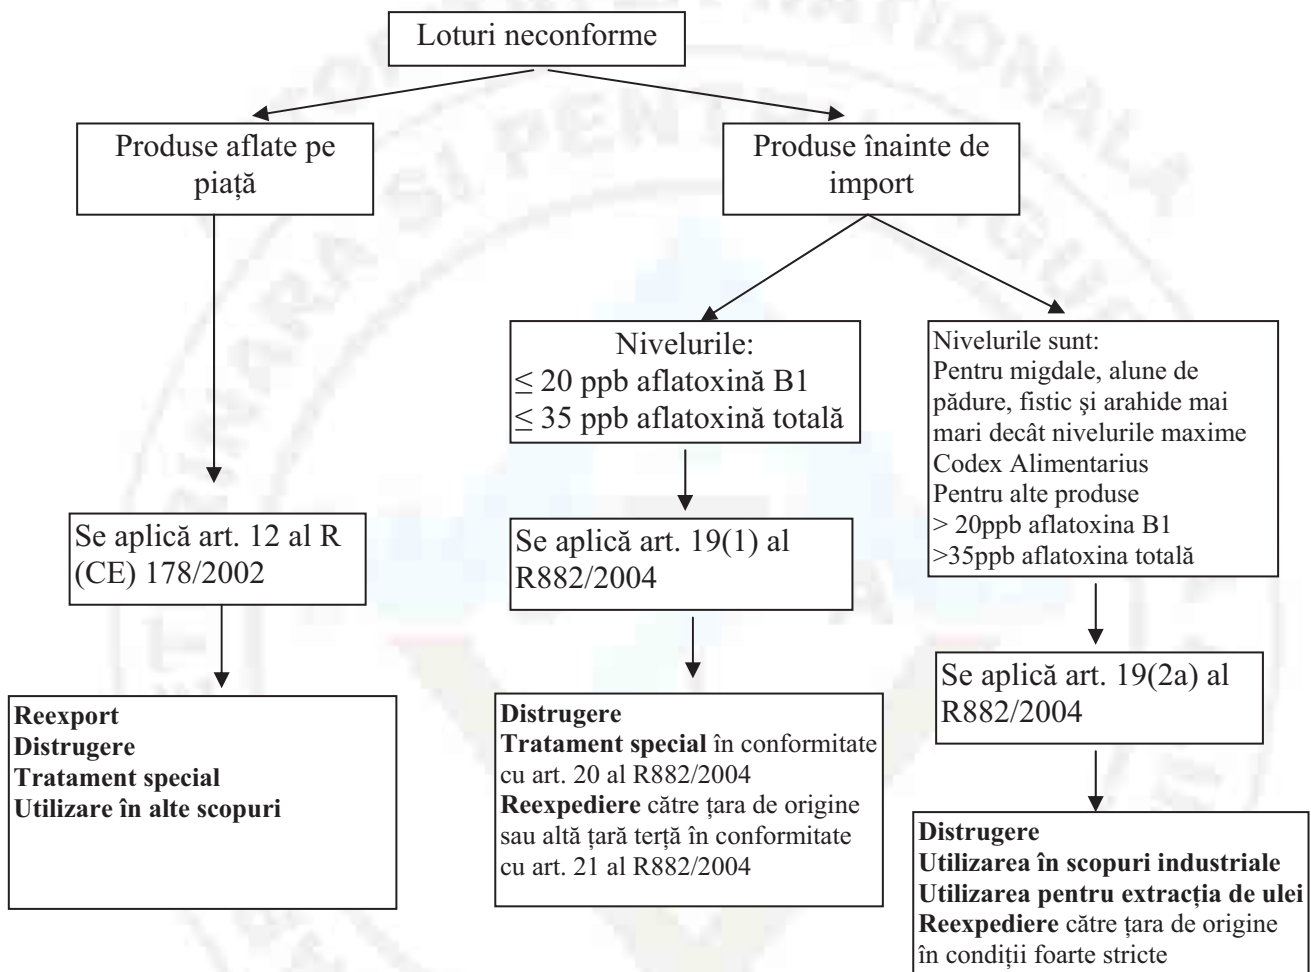 Loturi neconforme
Produse aflate pe
piață
Produse înainte de
import
Nivelurile:
≤ 20 ppb aflatoxină B1
≤ 35 ppb aflatoxină totală
Nivelurile sunt:
Pentru migdale, alune de
pădure, fistic şi arahide mai
mari decât nivelurile maxime
Codex Alimentarius
Pentru alte produse
> 20ppb aflatoxina B1
>35ppb aflatoxina totală
Se aplică art. 12 al R
(CE) 178/2002
Se aplică art. 19(1) al
R882/2004
Se aplică art. 19(2a) al
R882/2004
Reexport
Distrugere
Tratament special
Utilizare în alte scopuri
Distrugere
Tratament special în conformitate
cu art. 20 al R882/2004
Reexpediere către țara de origine
sau altă țară terță în conformitate
cu art. 21 al R882/2004
Distrugere
Utilizarea în scopuri industriale
Utilizarea pentru extracția de ulei
Reexpediere către țara de origine
în condiții foarte stricte